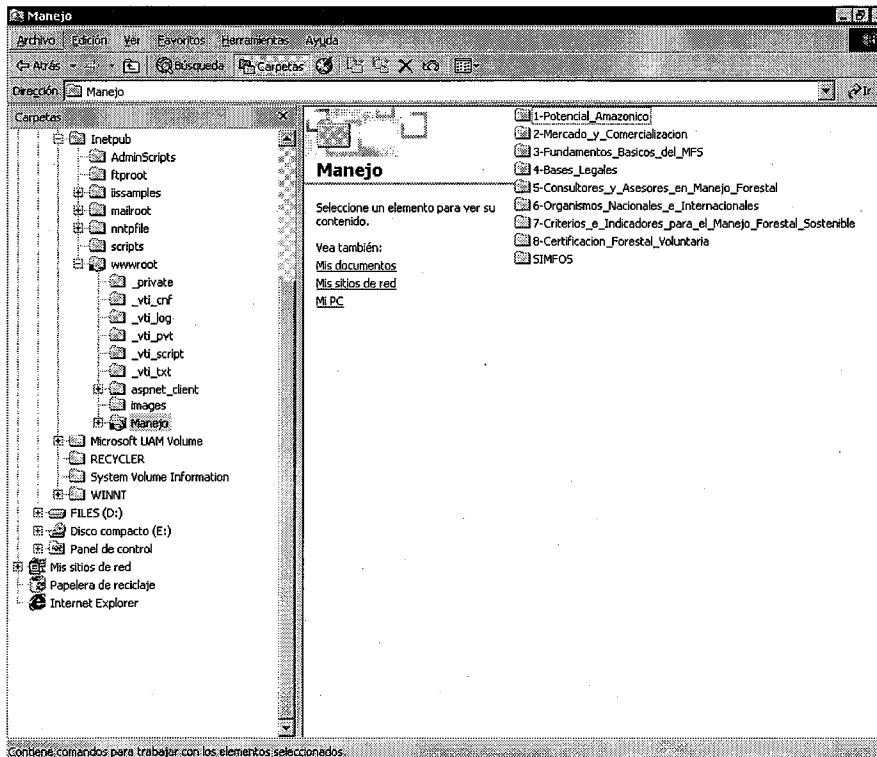 Manejo
Archivo Edición Ver Favoritos Herramientas Ayuda
Atrás Búsqueda Carpetas
Dirección Manejo Ir
Carpetas
Inetpub
AdminScripts
ftproot
iissamples
mailroot
nntpfile
scripts
wwwroot
_private
_vti_cnf
_vti_log
_vti_pvt
_vti_script
_vti_txt
aspnet_client
images
Manejo
Microsoft UAM Volume
RECYCLER
System Volume Information
WINNT
FILES (D:)
Disco compacto (E:)
Panel de control
Mis sitios de red
Papelera de reciclaje
Internet Explorer
Manejo
Seleccione un elemento para ver su
contenido.
Vea también:
Mis documentos
Mis sitios de red
Mi PC
1-Potencial_Amazonico
2-Mercado_y_Comercializacion
3-Fundamentos_Basicos_del_MFS
4-Bases_Legales
5-Consultores_y_Asesores_en_Manejo_Forestal
6-Organismos_Nacionales_e_Internacionales
7-Criterios_e_Indicadores_para_el_Manejo_Forestal_Sostenible
8-Certificacion_Forestal_Voluntaria
SIMFOS
Contiene comandos para trabajar con los elementos seleccionados.